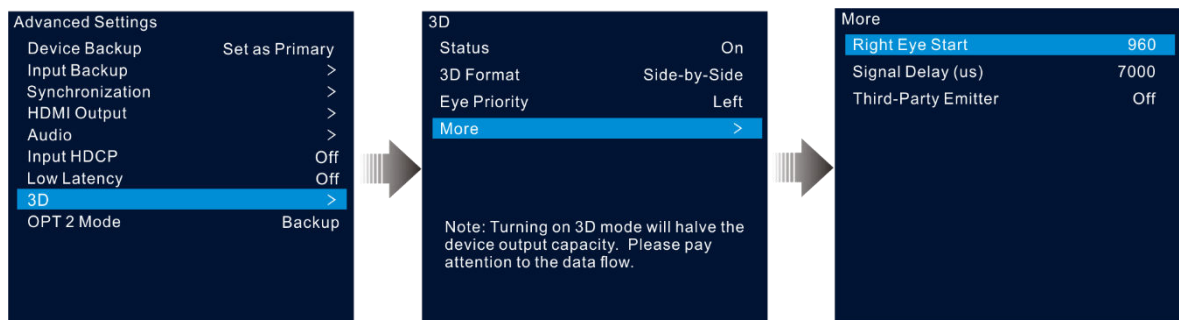 Advanced Settings
Device Backup Set as Primary
Input Backup >
Synchronization >
HDMI Output >
Audio >
Input HDCP Off
Low Latency Off
3D >
OPT 2 Mode Backup
3D
Status On
3D Format Side-by-Side
Eye Priority Left
More >
Note: Turning on 3D mode will halve the
device output capacity. Please pay
attention to the data flow.
More
Right Eye Start 960
Signal Delay (us) 7000
Third-Party Emitter Off